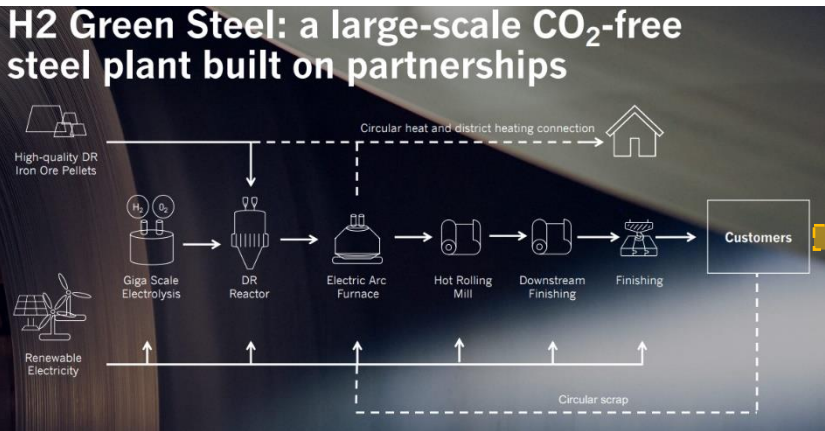 H2 Green Steel: a large-scale CO₂-free
steel plant built on partnerships
Circular heat and district heating connection
High-quality DR
Iron Ore Pellets
H₂ O₂
Giga Scale
Electrolysis
DR
Reactor
Electric Arc
Furnace
Hot Rolling
Mill
Downstream
Finishing
Finishing
Customers
Renewable
Electricity
Circular scrap